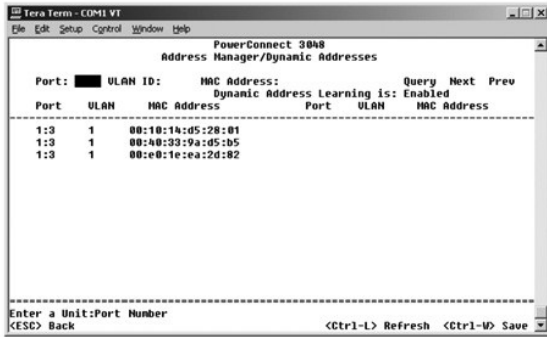 Tera Term - COM1 VT
File Edit Setup Control Window Help
PowerConnect 3048
Address Manager/Dynamic Addresses
Port: VLAN ID: MAC Address: Query Next Prev
Dynamic Address Learning is: Enabled
Port VLAN MAC Address Port VLAN MAC Address
1:3 1 00:10:14:d5:28:01
1:3 1 00:40:33:9a:d5:b5
1:3 1 00:e0:1e:ea:2d:82
Enter a Unit:Port Number
<ESC> Back <Ctrl-L> Refresh <Ctrl-W> Save